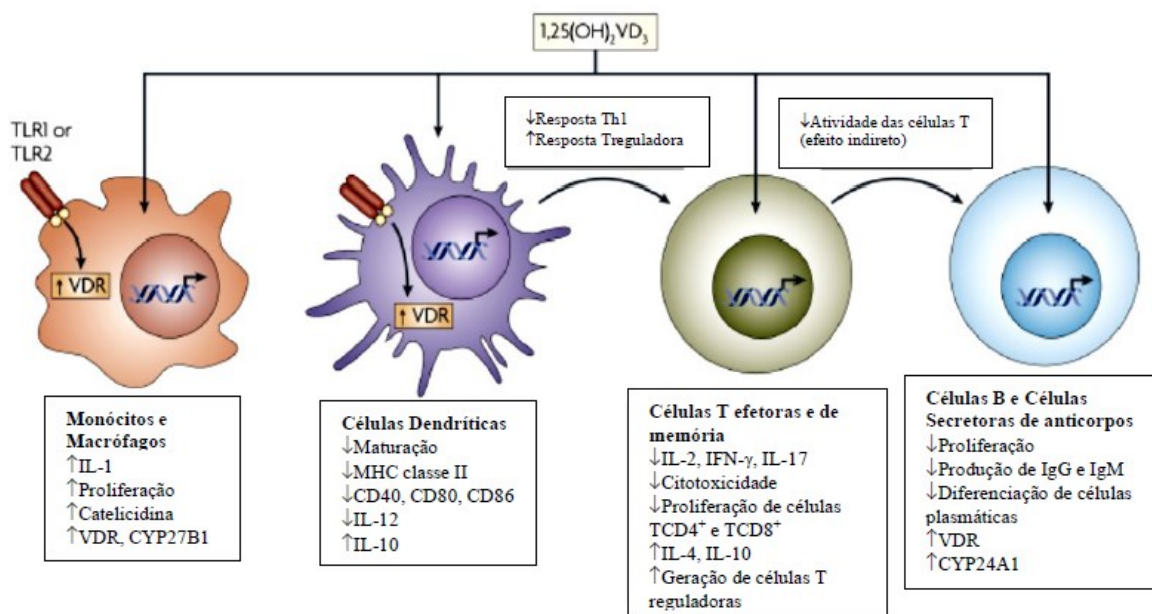 1,25(OH)₂VD₃
TLR1 or
TLR2
↓Resposta Th1
↑Resposta Treguladora
↓Atividade das células T
(efeito indireto)
↑ VDR
↑ VDR
Monócitos e
Macrófagos
↑IL-1
↑Proliferação
↑Catelicidina
↑VDR, CYP27B1
Células Dendríticas
↓Maturação
↓MHC classe II
↓CD40, CD80, CD86
↓IL-12
↑IL-10
Células T efetoras e de
memória
↓IL-2, IFN-γ, IL-17
↓Citotoxicidade
↓Proliferação de células
TCD4⁺ e TCD8⁺
↑IL-4, IL-10
↑Geração de células T
reguladoras
Células B e Células
Secretoras de anticorpos
↓Proliferação
↓Produção de IgG e IgM
↓Diferenciação de células
plasmáticas
↑VDR
↑CYP24A1